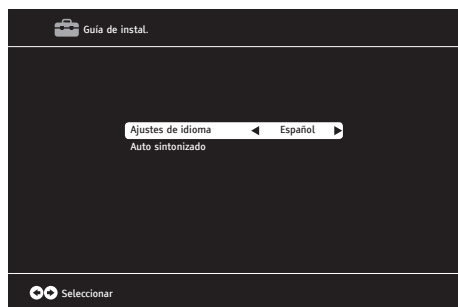 Guía de instal.
Ajustes de idioma Español
Auto sintonizado
Seleccionar